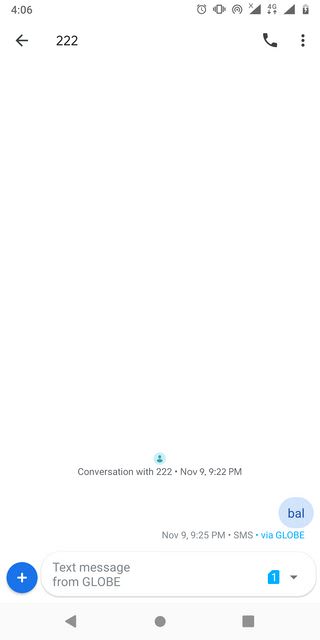 4:06
4G
222
Conversation with 222 • Nov 9, 9:22 PM
bal
Nov 9, 9:25 PM • SMS • via GLOBE
Text message
from GLOBE
1